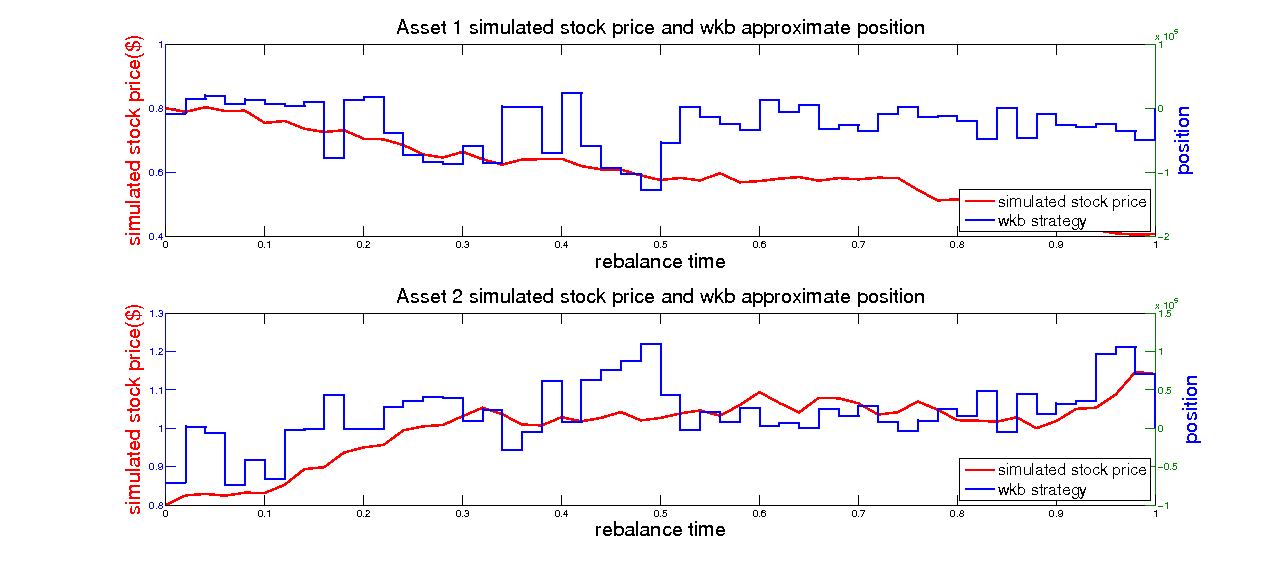 Asset 1 simulated stock price and wkb approximate position
x 10^5
simulated stock price($)
1
0.8
0.6
0.4
1
0
-1
-2
position
simulated stock price
wkb strategy
0 0.1 0.2 0.3 0.4 0.5 0.6 0.7 0.8 0.9 1
rebalance time
Asset 2 simulated stock price and wkb approximate position
x 10^5
simulated stock price($)
1.3
1.2
1.1
1
0.9
0.8
1.5
1
0.5
0
-0.5
-1
position
simulated stock price
wkb strategy
0 0.1 0.2 0.3 0.4 0.5 0.6 0.7 0.8 0.9 1
rebalance time